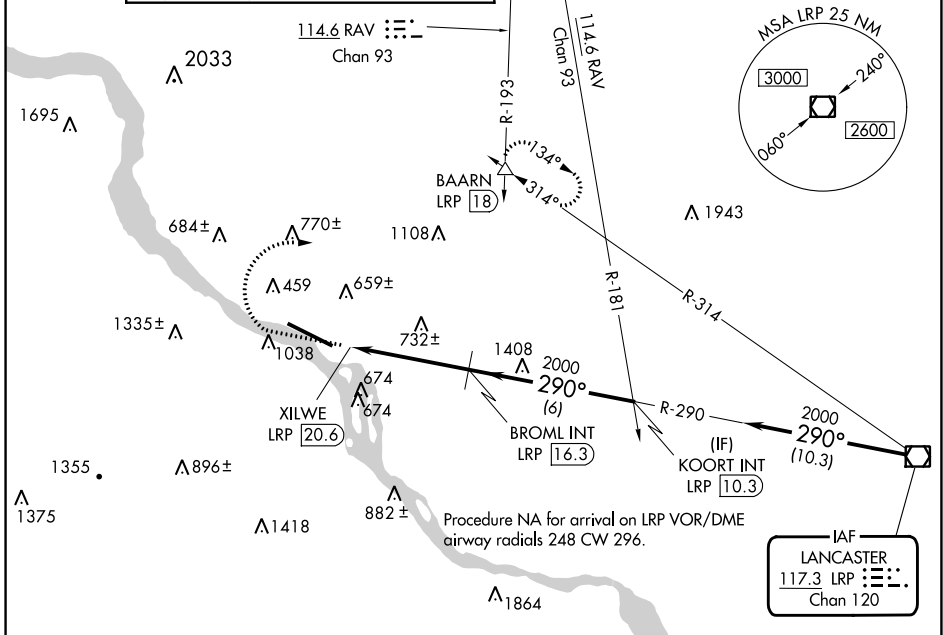 114.6 RAV
Chan 93
114.6 RAV
Chan 93
MSA LRP 25 NM
3000
240°
060°
2600
2033
1695
R-193
134°
314°
BAARN
LRP 18
1943
684±
770±
1108
R-181
R-314
459
659±
1335±
1038
732±
1408
2000
290°
(6)
674
674
XILWE
LRP 20.6
BROML INT
LRP 16.3
R-290
2000
290°
(10.3)
(IF)
KOORT INT
LRP 10.3
1355
896±
1375
1418
882±
Procedure NA for arrival on LRP VOR/DME
airway radials 248 CW 296.
IAF
LANCASTER
117.3 LRP
Chan 120
1864